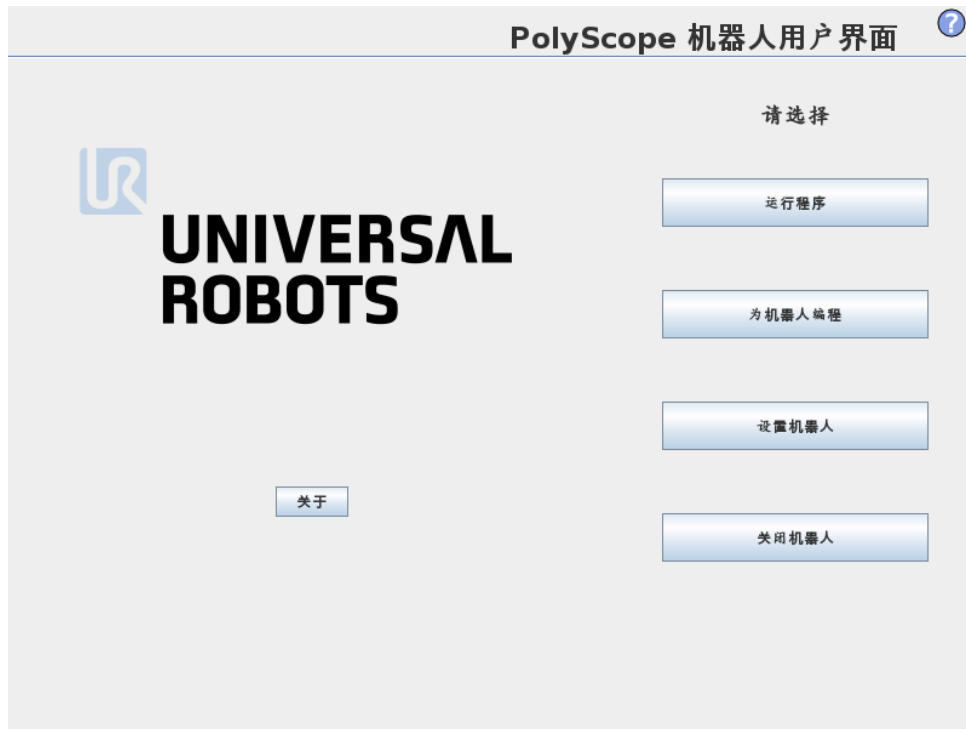 PolyScope 机器人用户界面
?
请选择
UR
UNIVERSAL
ROBOTS
运行程序
为机器人编程
设置机器人
关于
关闭机器人